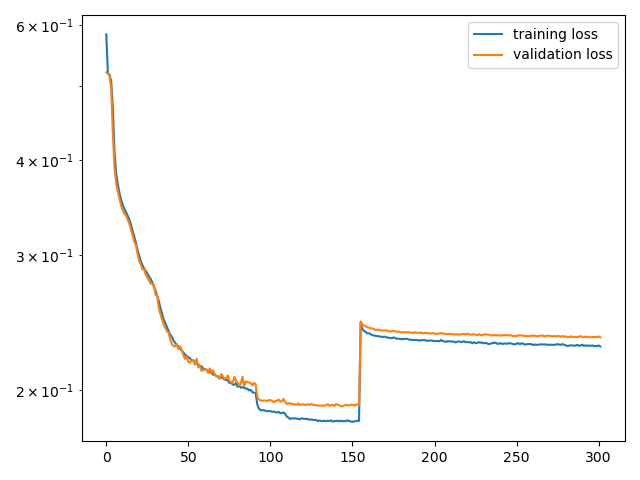 training loss
validation loss
6 × 10⁻¹
4 × 10⁻¹
3 × 10⁻¹
2 × 10⁻¹
0 50 100 150 200 250 300